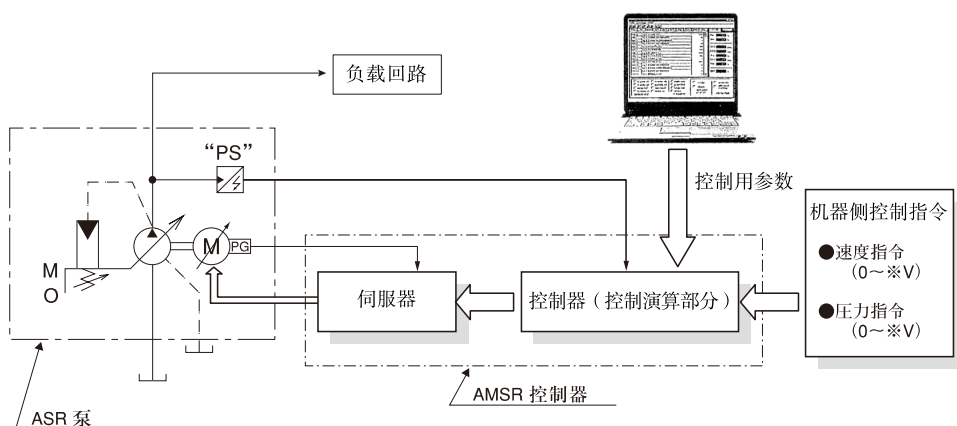 负载回路
“PS”
控制用参数
机器侧控制指令
●速度指令
(0～※V)
●压力指令
(0～※V)
M
PG
M
O
伺服器
控制器（控制演算部分）
AMSR 控制器
ASR 泵